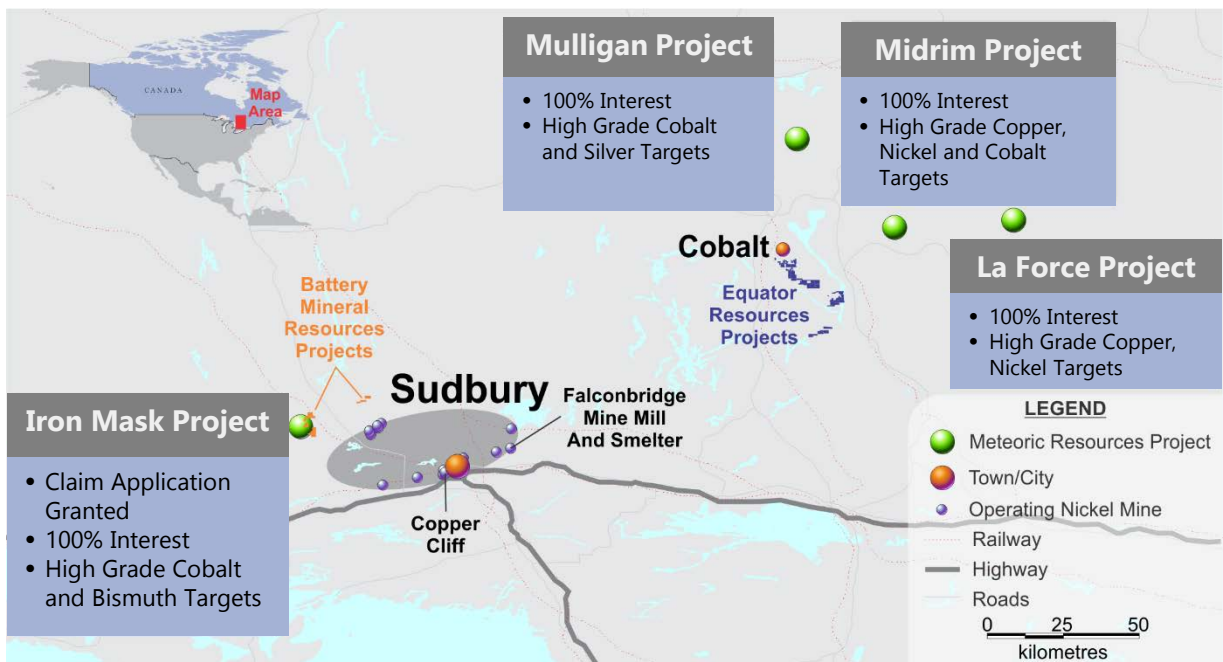 CANADA
Map
Area
Mulligan Project
• 100% Interest
• High Grade Cobalt
and Silver Targets
Midrim Project
• 100% Interest
• High Grade Copper,
Nickel and Cobalt
Targets
Cobalt
Equator
Resources
Projects
La Force Project
• 100% Interest
• High Grade Copper,
Nickel Targets
Battery
Mineral
Resources
Projects
Sudbury
Falconbridge
Mine Mill
And Smelter
Copper
Cliff
Iron Mask Project
• Claim Application
Granted
• 100% Interest
• High Grade Cobalt
and Bismuth Targets
LEGEND
Meteoric Resources Project
Town/City
Operating Nickel Mine
Railway
Highway
Roads
0 25 50
kilometres